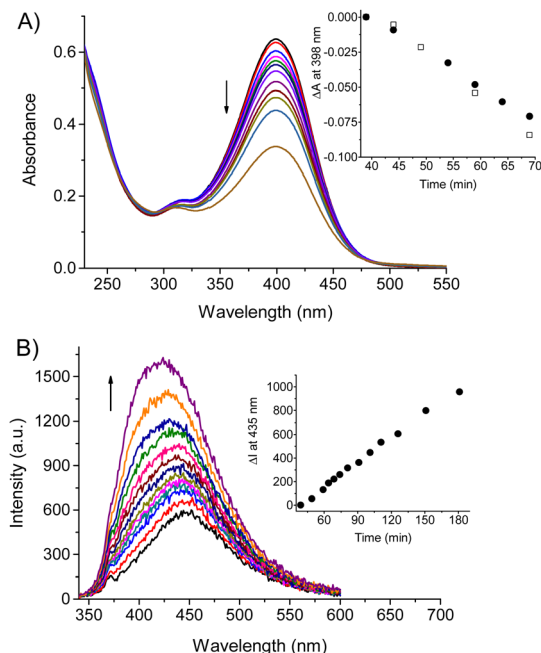 A)
Absorbance
0.6
0.4
0.2
0.0
250
300
350
400
450
500
550
Wavelength (nm)
ΔA at 398 nm
0.000
-0.025
-0.050
-0.075
-0.100
40 45 50 55 60 65 70
Time (min)
B)
Intensity (a.u.)
1500
1200
900
600
300
0
350 400 450 500 550 600 650 700
Wavelength (nm)
ΔI at 435 nm
1000
800
600
400
200
0
60 90 120 150 180
Time (min)